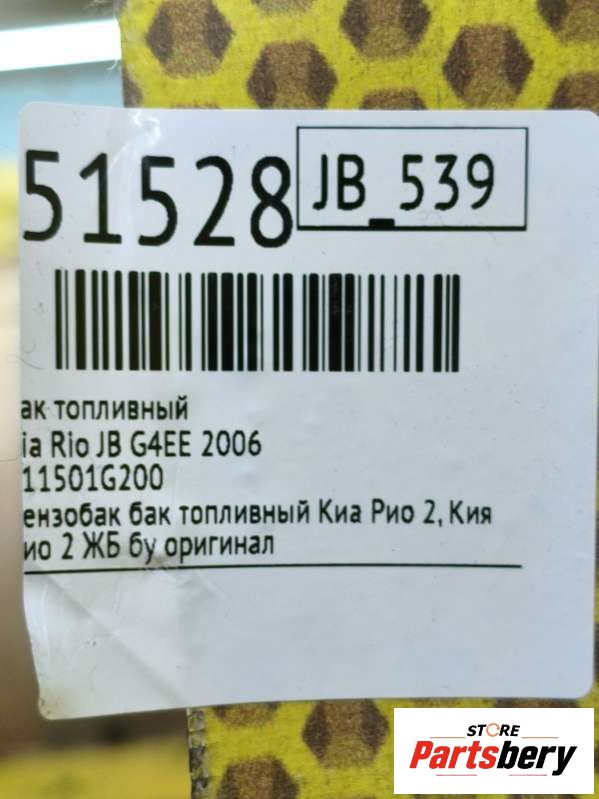 51528
JB_539
ак топливный
ia Rio JB G4EE 2006
11501G200
ензобак бак топливный Киа Рио 2, Кия
ио 2 ЖБ бу оригинал
STORE
Partsbery